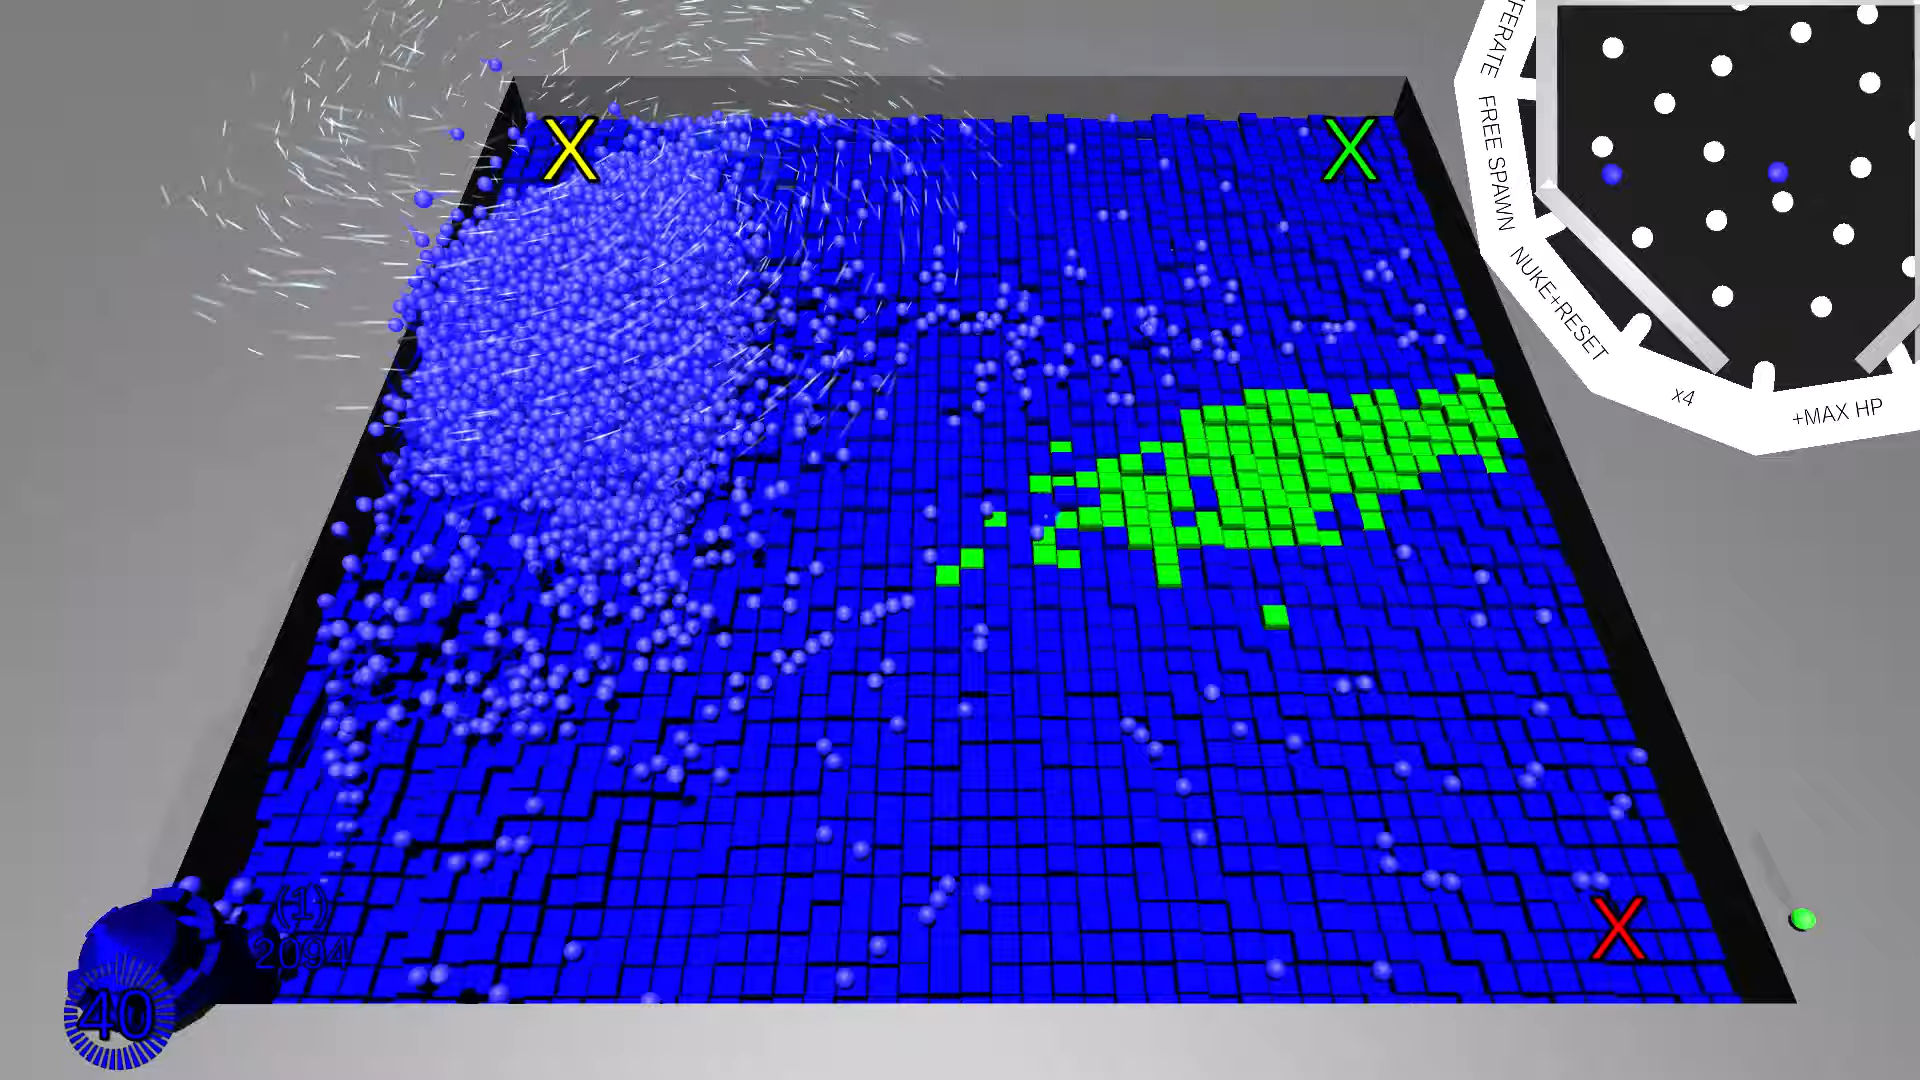 FERATE
FREE SPAWN
NUKE+RESET
x4
+MAX HP
X
X
(1)
2094
X
40